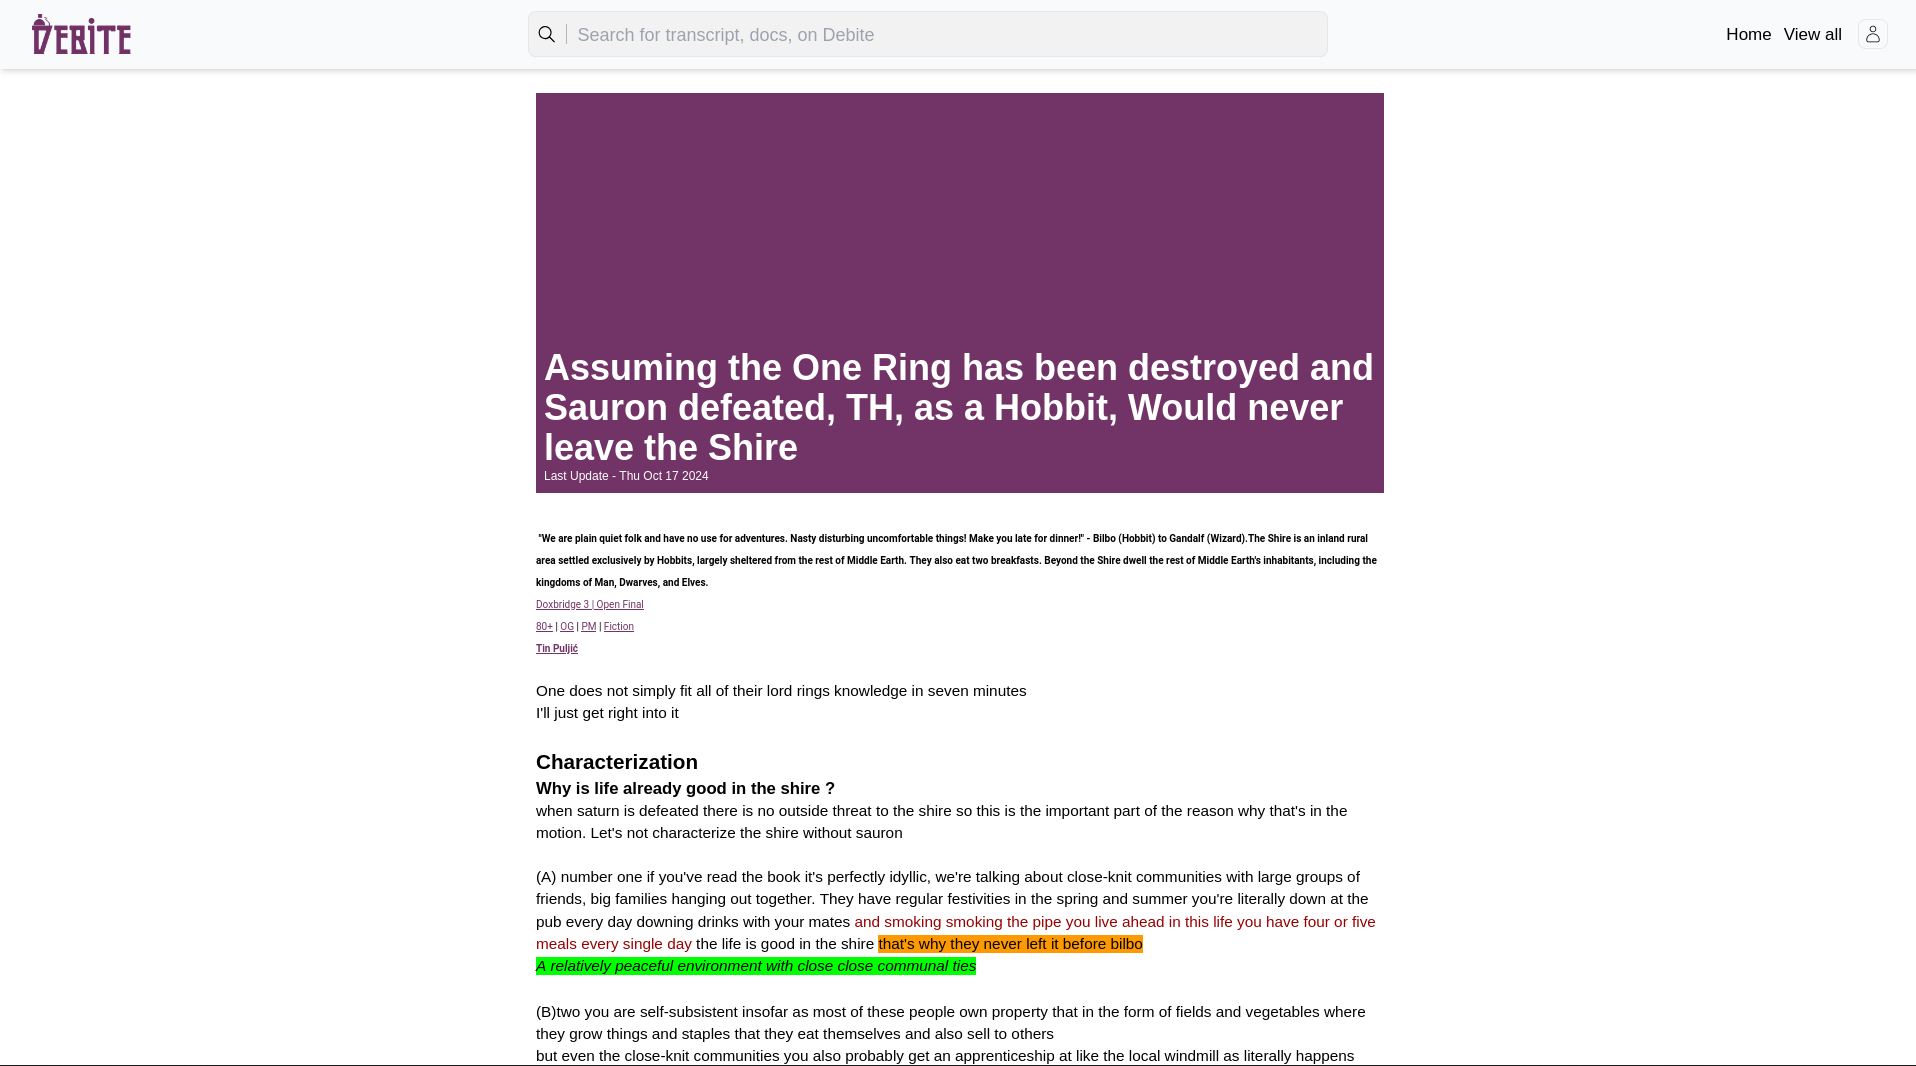 DEBITE
Search for transcript, docs, on Debite
Home View all
Assuming the One Ring has been destroyed and
Sauron defeated, TH, as a Hobbit, Would never
leave the Shire
Last Update - Thu Oct 17 2024
"We are plain quiet folk and have no use for adventures. Nasty disturbing uncomfortable things! Make you late for dinner!" - Bilbo (Hobbit) to Gandalf (Wizard).The Shire is an inland rural
area settled exclusively by Hobbits, largely sheltered from the rest of Middle Earth. They also eat two breakfasts. Beyond the Shire dwell the rest of Middle Earth's inhabitants, including the
kingdoms of Man, Dwarves, and Elves.
Doxbridge 3 | Open Final
80+ | OG | PM | Fiction
Tin Puljić
One does not simply fit all of their lord rings knowledge in seven minutes
I'll just get right into it
Characterization
Why is life already good in the shire ?
when saturn is defeated there is no outside threat to the shire so this is the important part of the reason why that's in the
motion. Let's not characterize the shire without sauron
(A) number one if you've read the book it's perfectly idyllic, we're talking about close-knit communities with large groups of
friends, big families hanging out together. They have regular festivities in the spring and summer you're literally down at the
pub every day downing drinks with your mates and smoking smoking the pipe you live ahead in this life you have four or five
meals every single day the life is good in the shire that's why they never left it before bilbo
A relatively peaceful environment with close close communal ties
(B)two you are self-subsistent insofar as most of these people own property that in the form of fields and vegetables where
they grow things and staples that they eat themselves and also sell to others
but even the close-knit communities you also probably get an apprenticeship at like the local windmill as literally happens